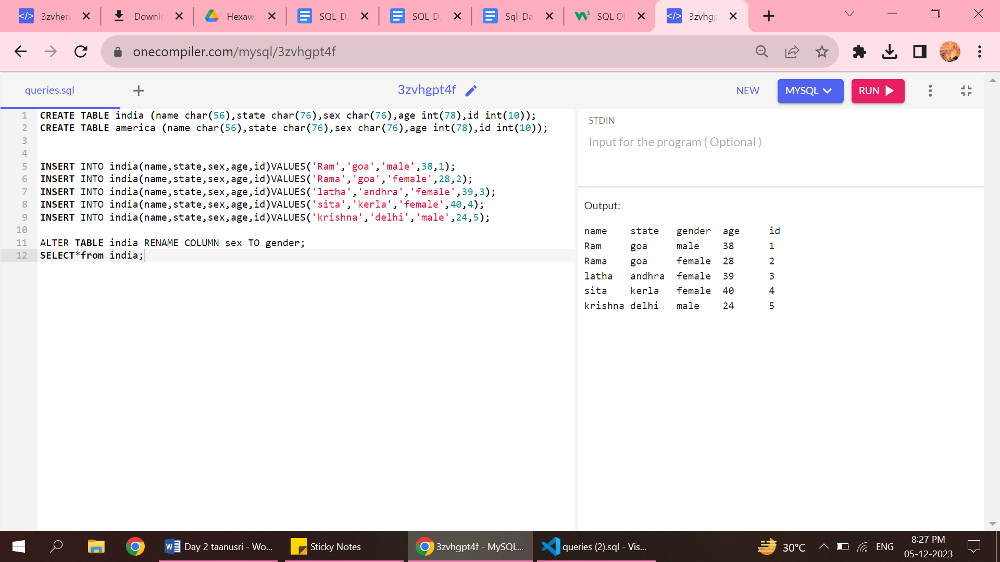 3zvher
Downl
Hexawa
SQL_D
SQL_D
Sql_Da
SQL O
3zvhgp
onecompiler.com/mysql/3zvhgpt4f
queries.sql
3zvhgpt4f
NEW
MYSQL
RUN
1 CREATE TABLE india (name char(56),state char(76),sex char(76),age int(78),id int(10));
2 CREATE TABLE america (name char(56),state char(76),sex char(76),age int(78),id int(10));
3
4
5 INSERT INTO india(name,state,sex,age,id)VALUES('Ram','goa','male',38,1);
6 INSERT INTO india(name,state,sex,age,id)VALUES('Rama','goa','female',28,2);
7 INSERT INTO india(name,state,sex,age,id)VALUES('latha','andhra','female',39,3);
8 INSERT INTO india(name,state,sex,age,id)VALUES('sita','kerla','female',40,4);
9 INSERT INTO india(name,state,sex,age,id)VALUES('krishna','delhi','male',24,5);
10
11 ALTER TABLE india RENAME COLUMN sex TO gender;
12 SELECT*from india;
STDIN
Input for the program ( Optional )
Output:
name state gender age id
Ram goa male 38 1
Rama goa female 28 2
latha andhra female 39 3
sita kerla female 40 4
krishna delhi male 24 5
Day 2 taanusri - Wo...
Sticky Notes
3zvhgpt4f - MySQL...
queries (2).sql - Vis...
30°C
ENG
8:27 PM
05-12-2023